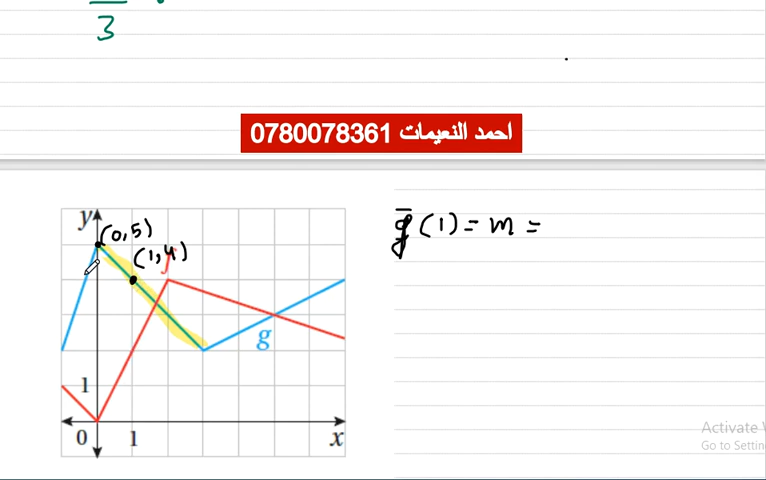 3
احمد النعيمات 0780078361
y
(0,5)
(1,4)
f
g
1
0 1 x
g̅ (1) = m =
Activate
Go to Settin